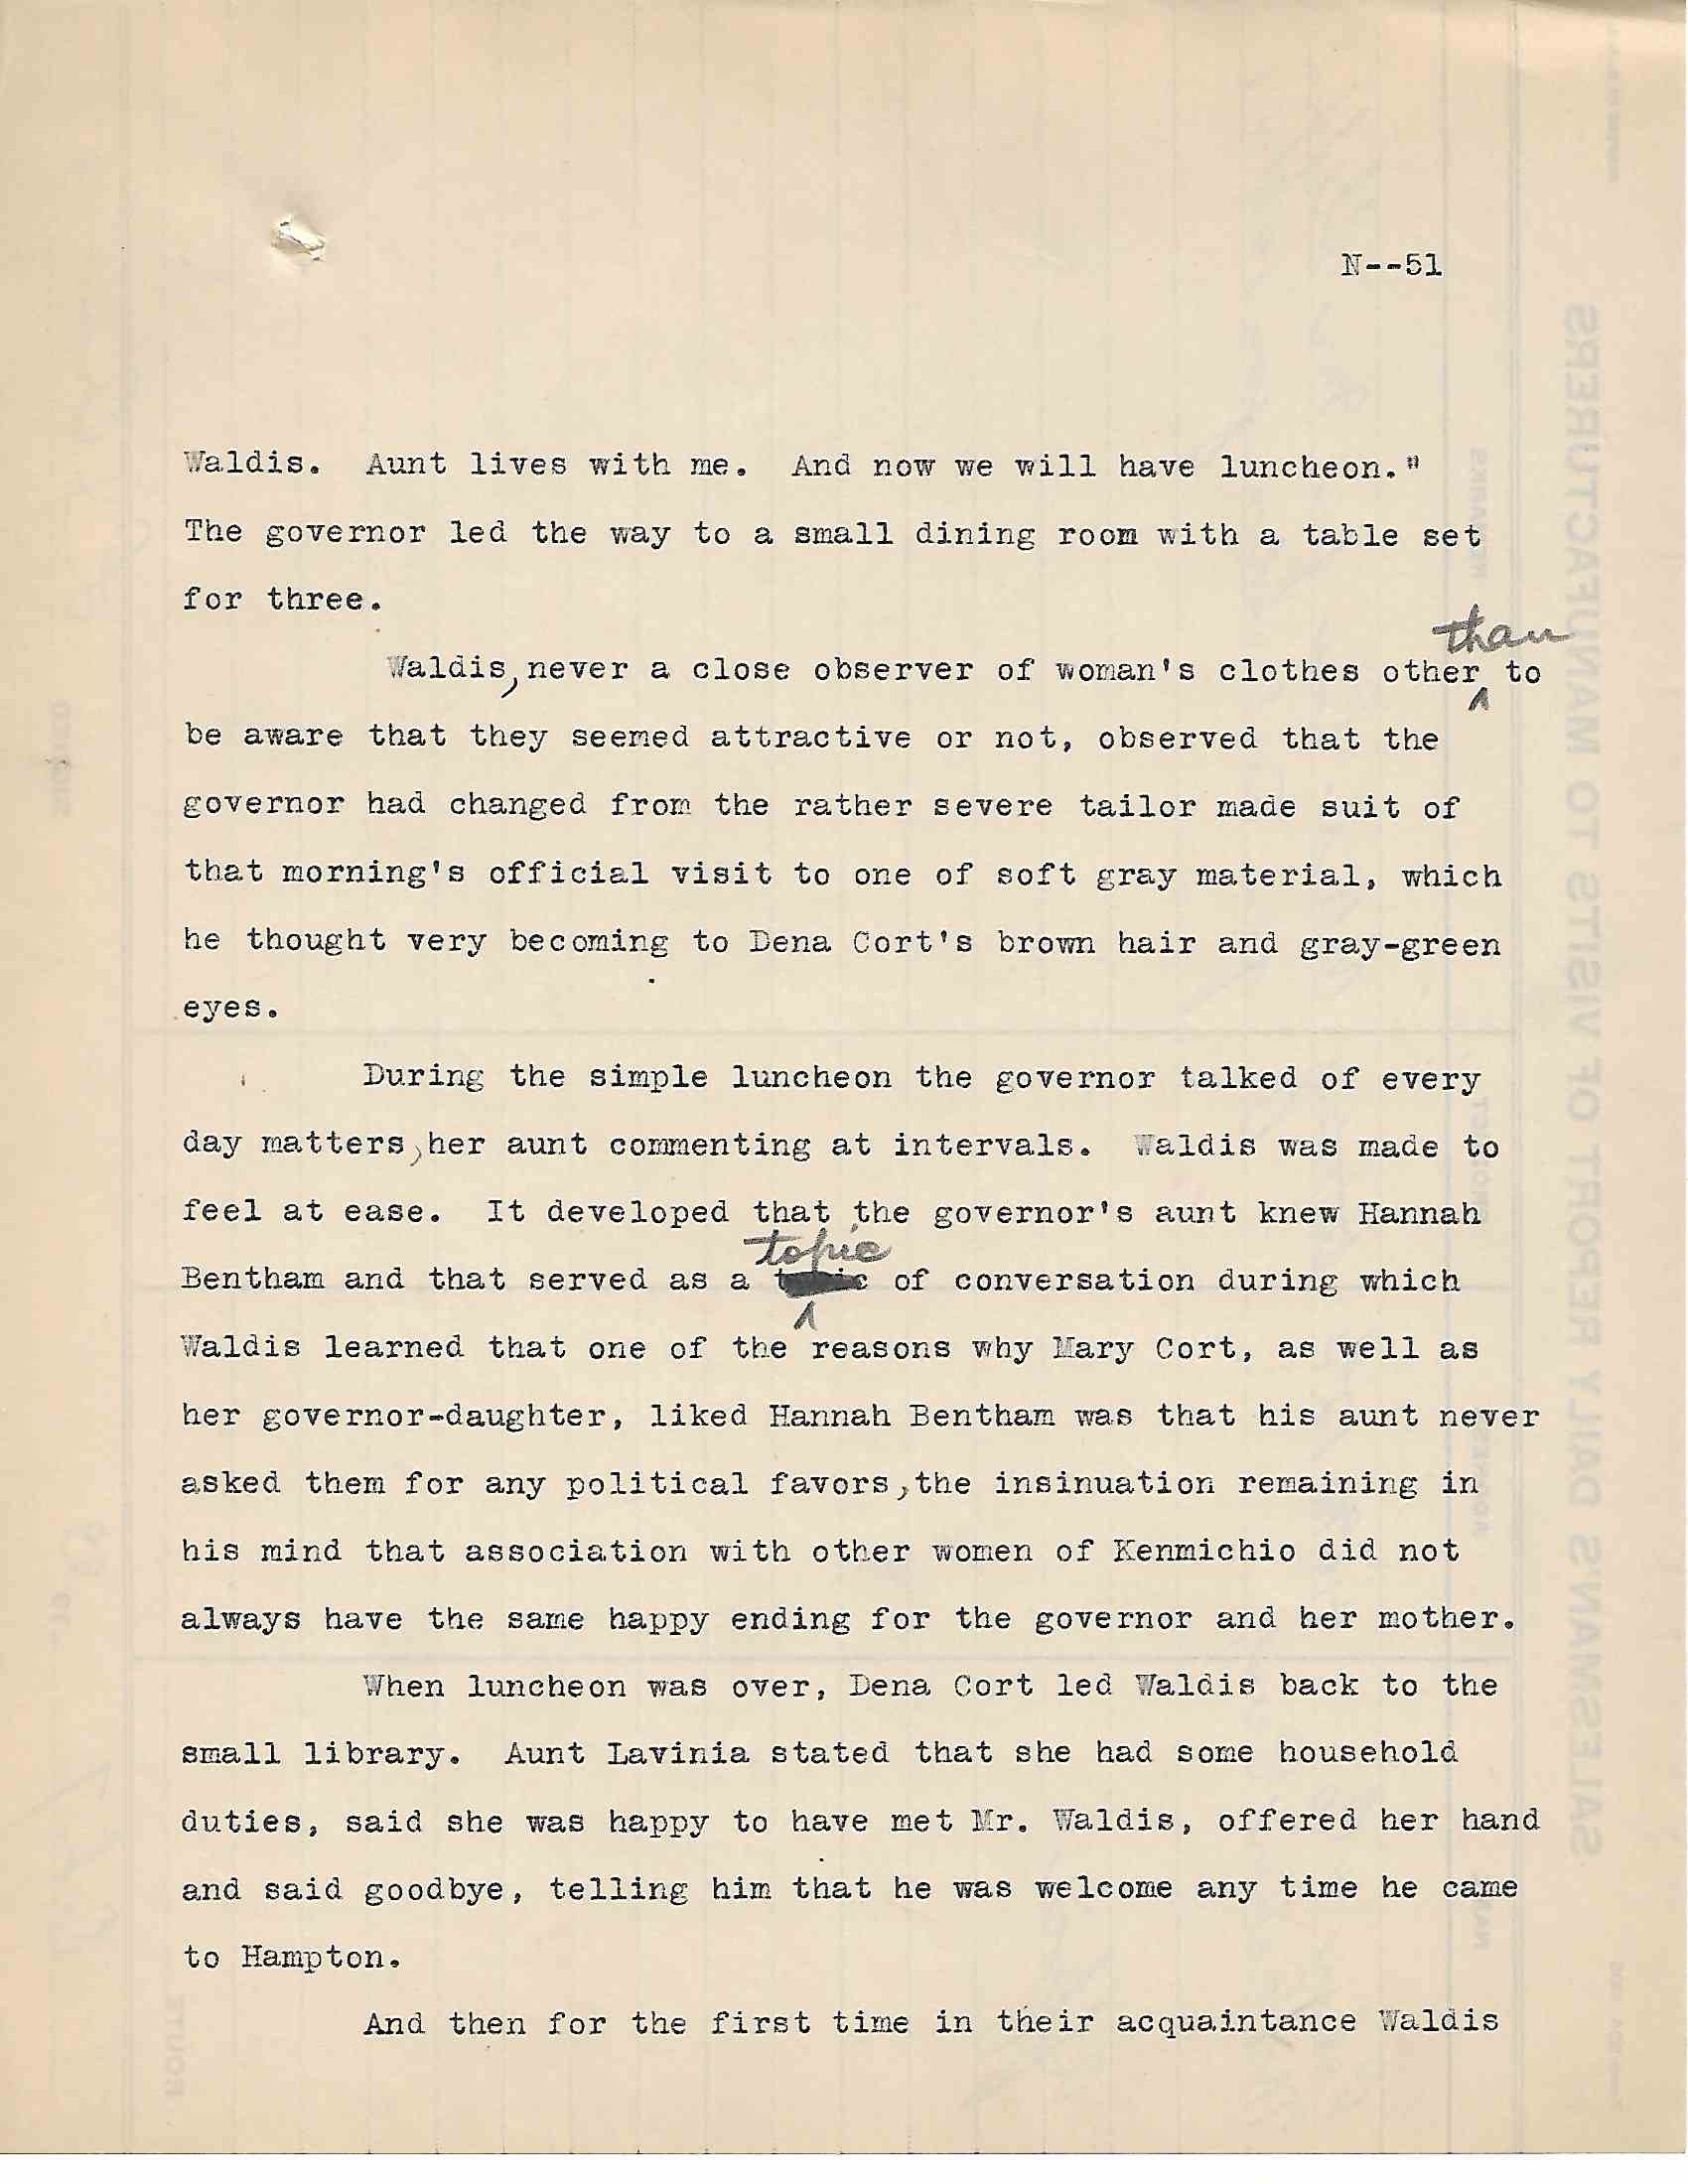 N--51
Waldis.  Aunt lives with me.  And now we will have luncheon."
The governor led the way to a small dining room with a table set
for three.
than
Waldis, never a close observer of woman's clothes other to
be aware that they seemed attractive or not, observed that the
governor had changed from the rather severe tailor made suit of
that morning's official visit to one of soft gray material, which
he thought very becoming to Dena Cort's brown hair and gray-green
eyes.
During the simple luncheon the governor talked of every
day matters, her aunt commenting at intervals.  Waldis was made to
feel at ease.  It developed that the governor's aunt knew Hannah
topic
Bentham and that served as a of conversation during which
Waldis learned that one of the reasons why Mary Cort, as well as
her governor-daughter, liked Hannah Bentham was that his aunt never
asked them for any political favors, the insinuation remaining in
his mind that association with other women of Kenmichio did not
always have the same happy ending for the governor and her mother.
When luncheon was over, Dena Cort led Waldis back to the
small library.  Aunt Lavinia stated that she had some household
duties, said she was happy to have met Mr. Waldis, offered her hand
and said goodbye, telling him that he was welcome any time he came
to Hampton.
And then for the first time in their acquaintance Waldis
SALESMAN'S DAILY REPORT OF VISITS TO MANUFACTURERS
REMARKS
ROUTE